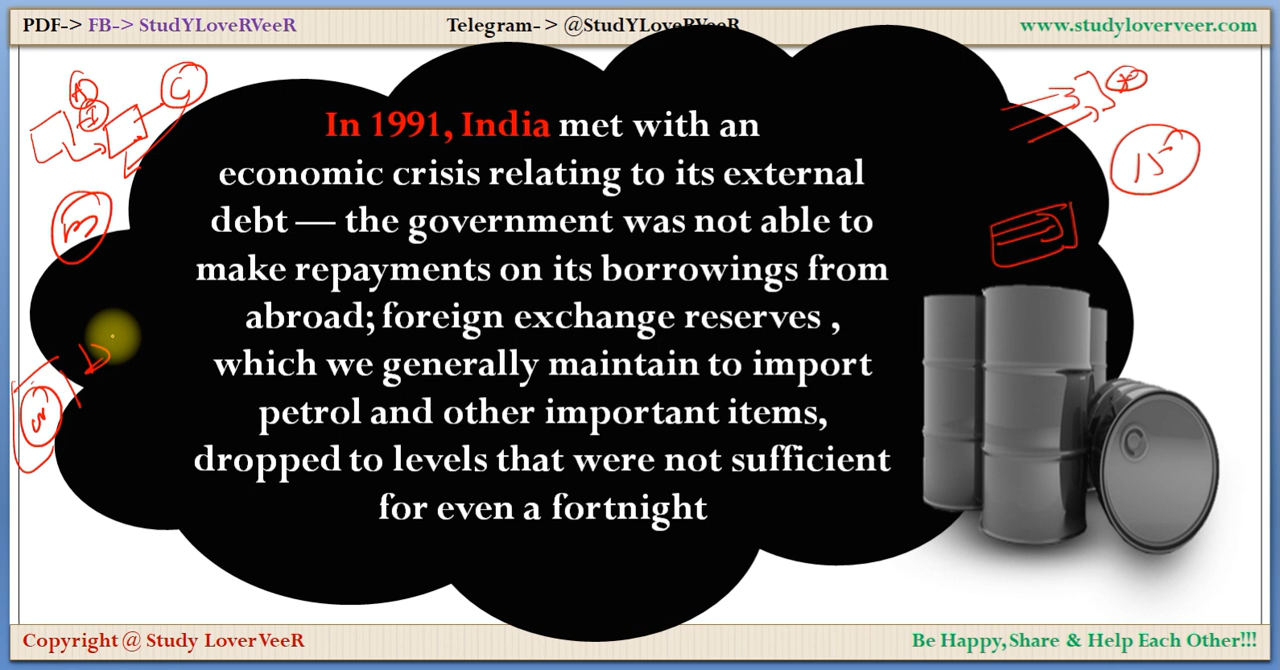 PDF-> FB-> StudYLoveRVeeR Telegram-> @StudYLoveRVeeR www.studyloverveer.com
In 1991, India met with an
economic crisis relating to its external
debt — the government was not able to
make repayments on its borrowings from
abroad; foreign exchange reserves ,
which we generally maintain to import
petrol and other important items,
dropped to levels that were not sufficient
for even a fortnight
Copyright @ Study LoverVeeR Be Happy, Share & Help Each Other!!!